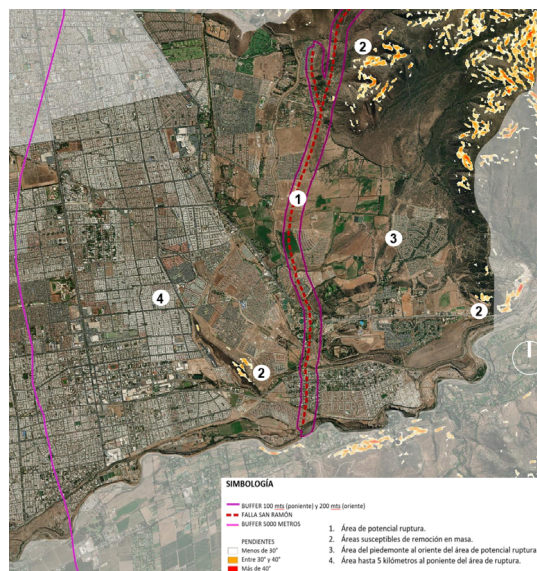 2
1
3
4
2
2
SIMBOLOGÍA
BUFFER 100 mts (poniente) y 200 mts (oriente)
FALLA SAN RAMÓN
BUFFER 5000 METROS
PENDIENTES
Menos de 30°
Entre 30° y 40°
Más de 40°
1. Área de potencial ruptura.
2. Áreas susceptibles de remoción en masa.
3. Área del piedemonte al oriente del área de potencial ruptura
4. Área hasta 5 kilómetros al poniente del área de ruptura.